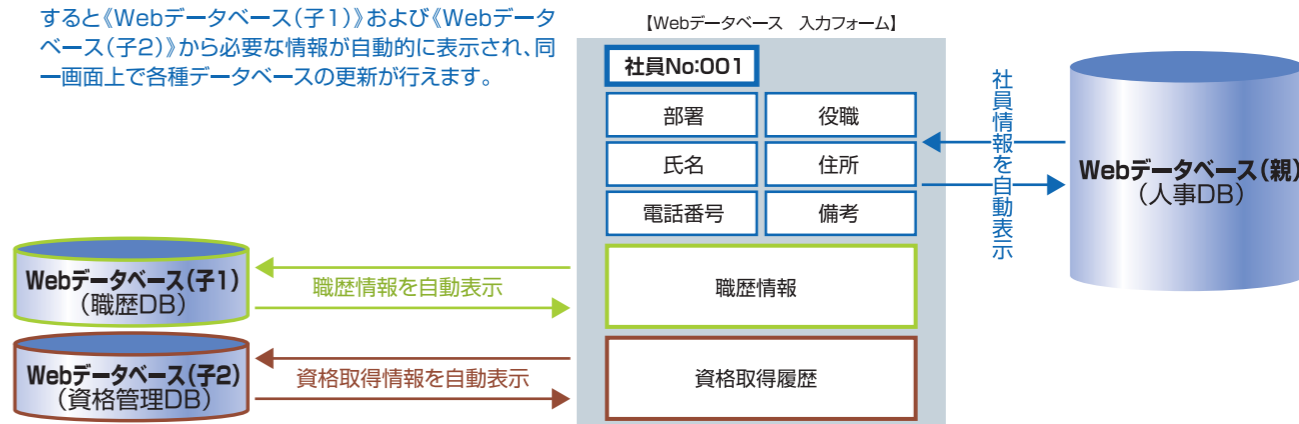 すると《Webデータベース(子1)》および《Webデータ
ベース(子2)》から必要な情報が自動的に表示され、同
一画面上で各種データベースの更新が行えます。
【Webデータベース　入力フォーム】
社員No:001
部署
役職
氏名
住所
電話番号
備考
社員情報を自動表示
Webデータベース(親)
(人事DB)
Webデータベース(子1)
(職歴DB)
職歴情報を自動表示
職歴情報
Webデータベース(子2)
(資格管理DB)
資格取得情報を自動表示
資格取得履歴